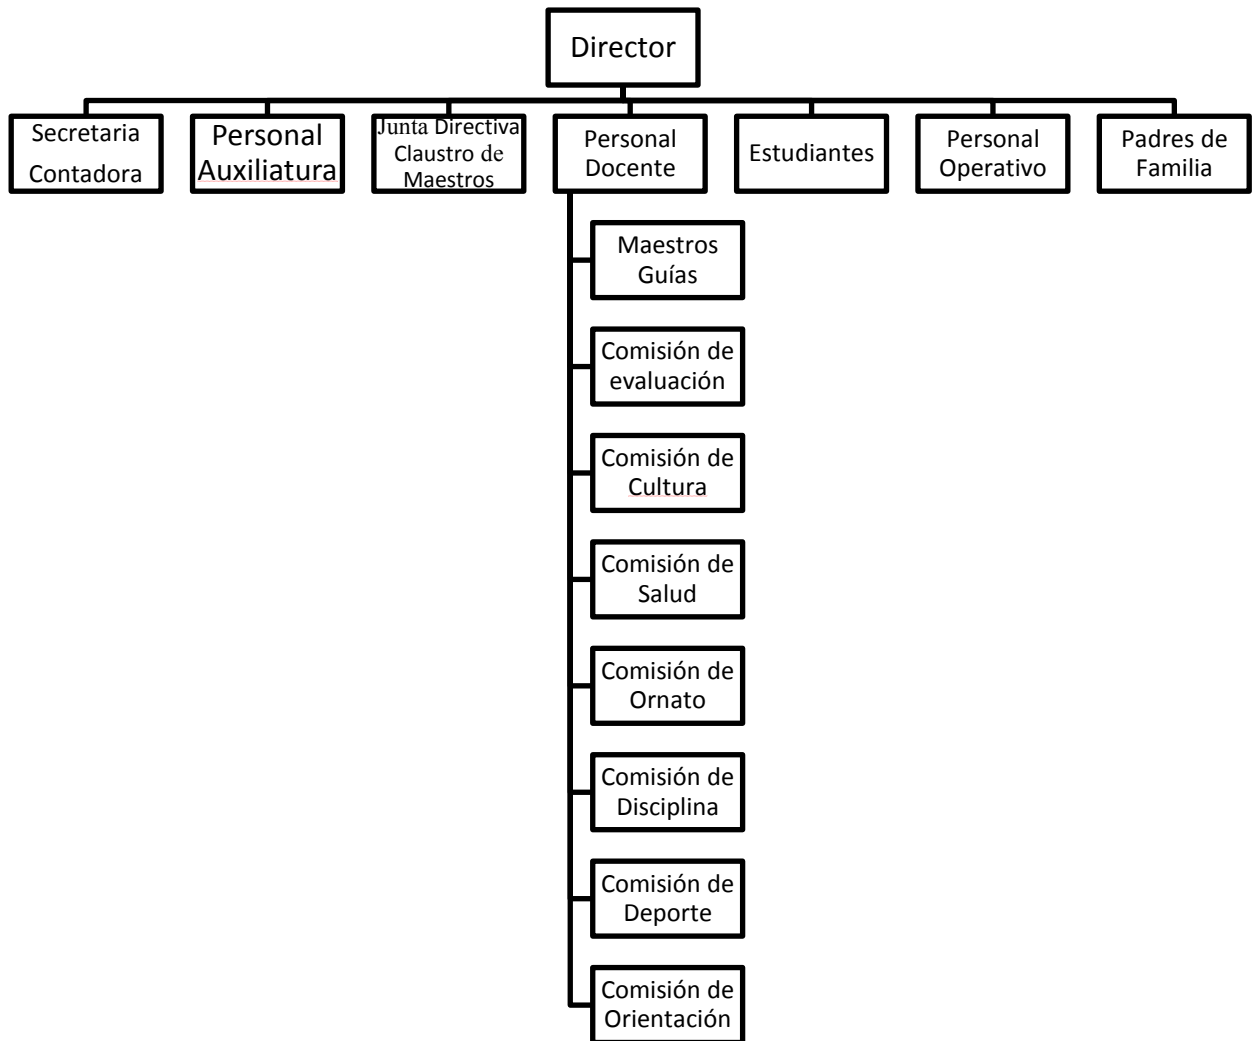 Director
Secretaria
Contadora
Personal
Auxiliatura
Junta Directiva
Claustro de
Maestros
Personal
Docente
Estudiantes
Personal
Operativo
Padres de
Familia
Maestros
Guías
Comisión de
evaluación
Comisión de
Cultura
Comisión de
Salud
Comisión de
Ornato
Comisión de
Disciplina
Comisión de
Deporte
Comisión de
Orientación